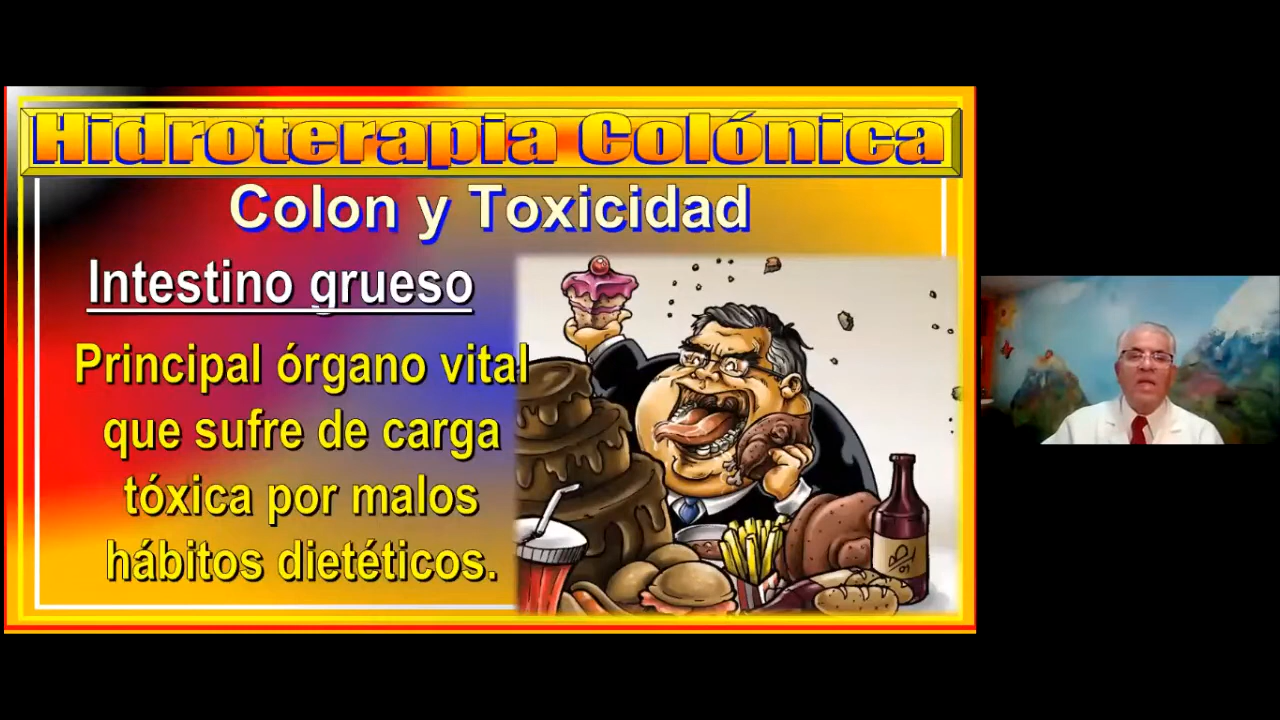 Hidroterapia Colónica
Colon y Toxicidad
Intestino grueso
Principal órgano vital
que sufre de carga
tóxica por malos
hábitos dietéticos.